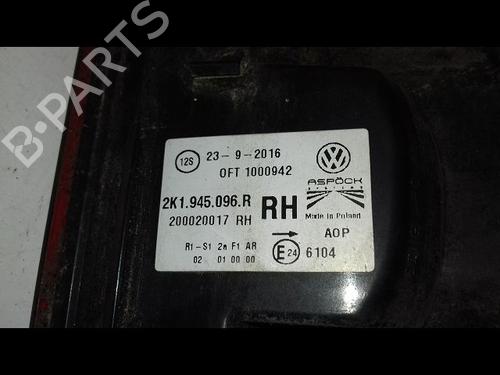 B-PARTS
12S 23-9-2016
OFT 1000942
2K1.945.096.R RH
200020017 RH
ASPÖCK
SYSTEMS
Made in Poland
R1-S1 2a F1 AR
02 01 00 00
AOP
E24 6104